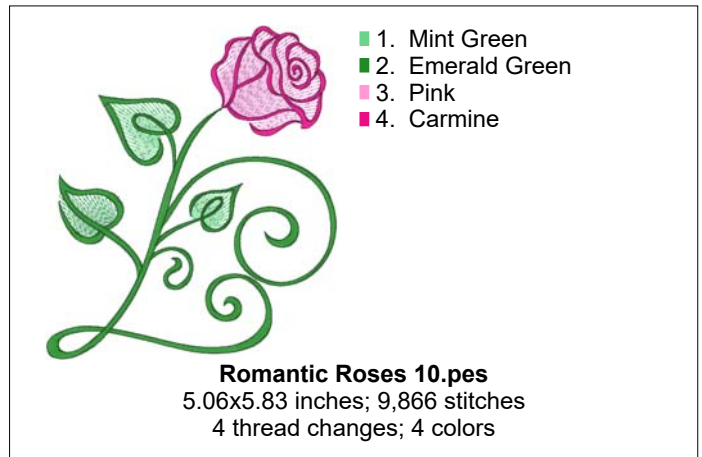 1. Mint Green
2. Emerald Green
3. Pink
4. Carmine
Romantic Roses 10.pes
5.06x5.83 inches; 9,866 stitches
4 thread changes; 4 colors